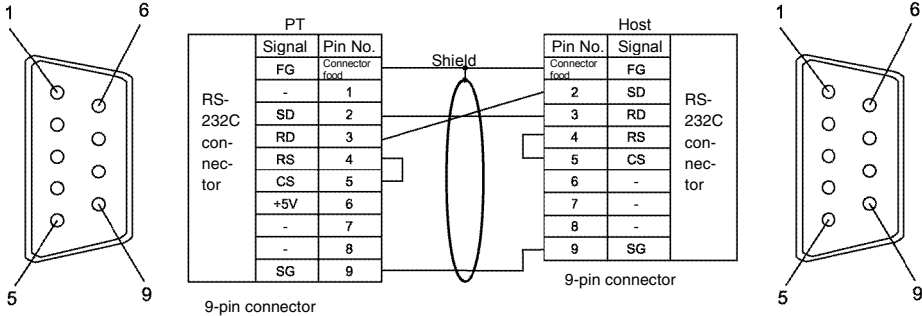 1
6
5
9
PT
Signal Pin No.
FG Connector food
- 1
SD 2
RD 3
RS 4
CS 5
+5V 6
- 7
- 8
SG 9
RS-
232C
con-
nec-
tor
9-pin connector
Shield
Host
Pin No. Signal
Connector food FG
2 SD
3 RD
4 RS
5 CS
6 -
7 -
8 -
9 SG
RS-
232C
con-
nec-
tor
9-pin connector
1
6
5
9